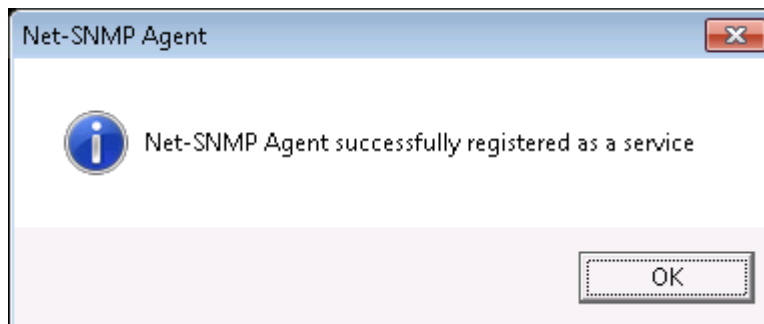 Net-SNMP Agent
Net-SNMP Agent successfully registered as a service
OK